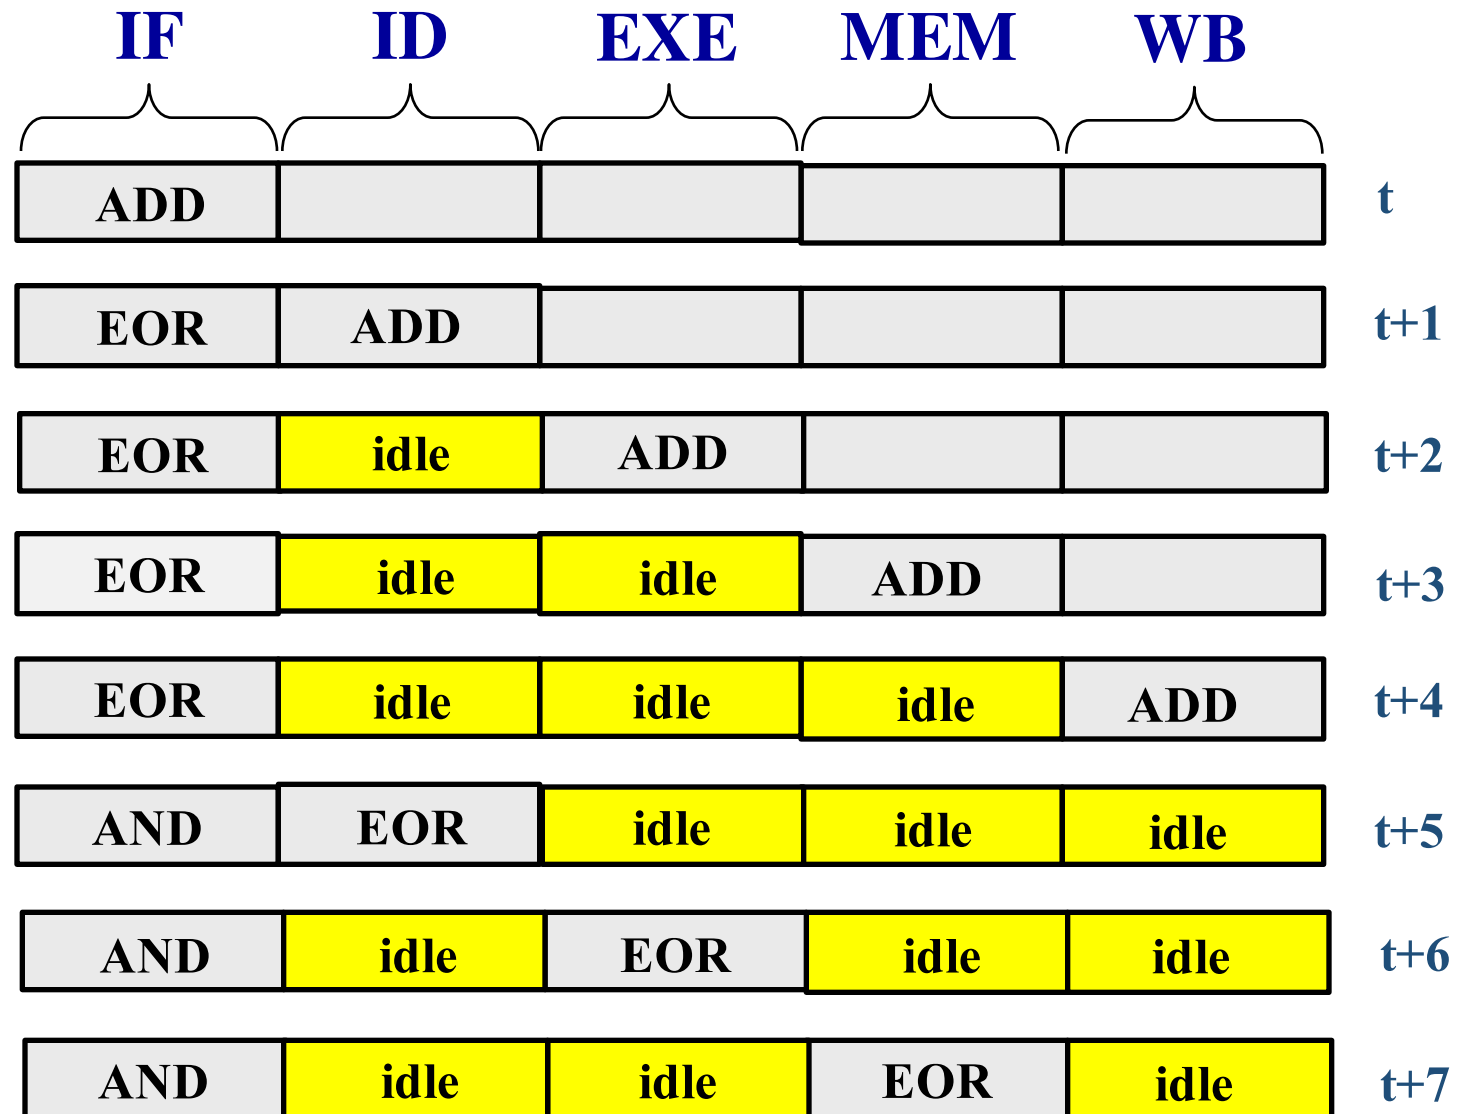 IF ID EXE MEM WB
ADD t
EOR ADD t+1
EOR idle ADD t+2
EOR idle idle ADD t+3
EOR idle idle idle ADD t+4
AND EOR idle idle idle t+5
AND idle EOR idle idle t+6
AND idle idle EOR idle t+7